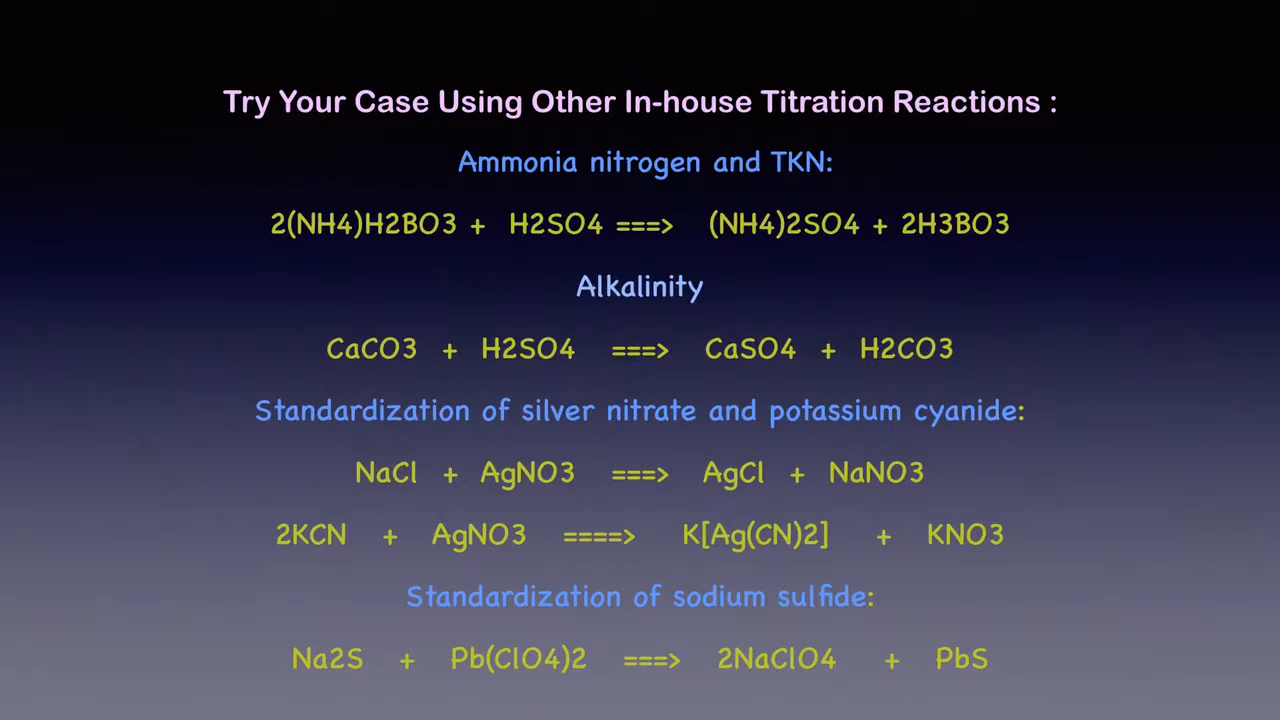 Try Your Case Using Other In-house Titration Reactions :
Ammonia nitrogen and TKN:
2(NH4)H2BO3 + H2SO4 ===> (NH4)2SO4 + 2H3BO3
Alkalinity
CaCO3 + H2SO4 ===> CaSO4 + H2CO3
Standardization of silver nitrate and potassium cyanide:
NaCl + AgNO3 ===> AgCl + NaNO3
2KCN + AgNO3 ====> K[Ag(CN)2] + KNO3
Standardization of sodium sulfide:
Na2S + Pb(ClO4)2 ===> 2NaClO4 + PbS